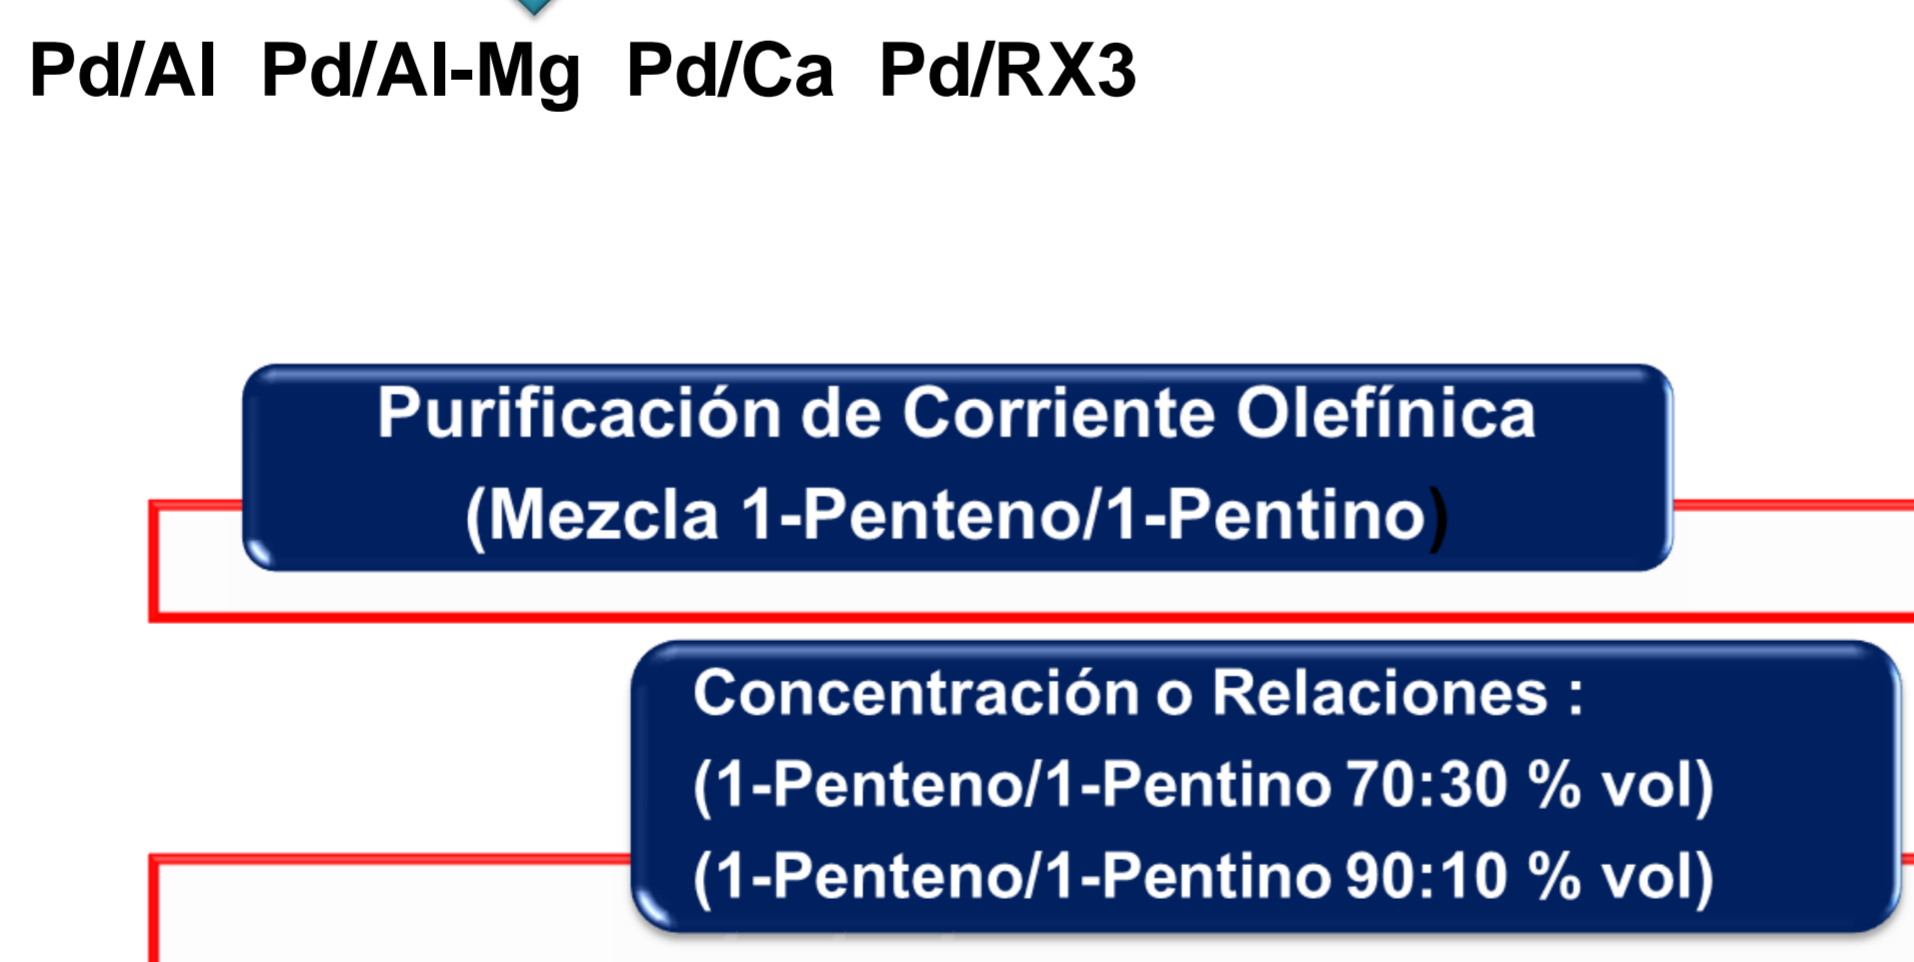 Pd/Al Pd/Al-Mg Pd/Ca Pd/RX3
Purificación de Corriente Olefínica
(Mezcla 1-Penteno/1-Pentino)
Concentración o Relaciones :
(1-Penteno/1-Pentino 70:30 % vol)
(1-Penteno/1-Pentino 90:10 % vol)